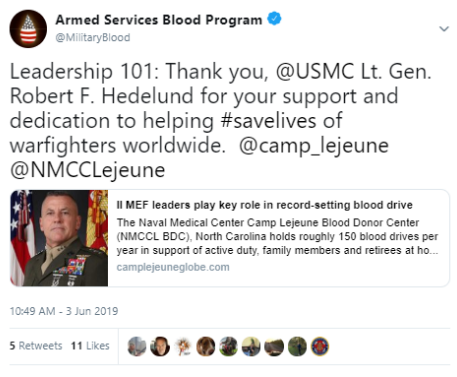 Armed Services Blood Program
@MilitaryBlood
Leadership 101: Thank you, @USMC Lt. Gen.
Robert F. Hedelund for your support and
dedication to helping #savelives of
warfighters worldwide.  @camp_lejeune
@NMCCLejeune
II MEF leaders play key role in record-setting blood drive
The Naval Medical Center Camp Lejeune Blood Donor Center
(NMCCL BDC), North Carolina holds roughly 150 blood drives per
year in support of active duty, family members and retirees at ho...
camplejeuneglobe.com
10:49 AM - 3 Jun 2019
5 Retweets 11 Likes